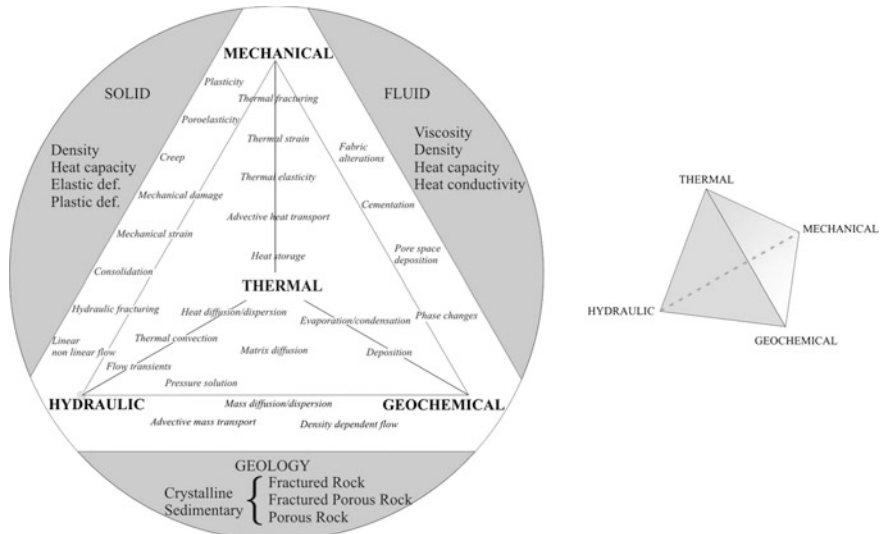 MECHANICAL
SOLID
FLUID
Density
Heat capacity
Elastic def.
Plastic def.
Viscosity
Density
Heat capacity
Heat conductivity
Plasticity
Thermal fracturing
Poroelasticity
Thermal strain
Fabric
alterations
Creep
Thermal elasticity
Mechanical damage
Cementation
Advective heat transport
Mechanical strain
Pore space
deposition
Heat storage
Consolidation
THERMAL
Hydraulic fracturing
Heat diffusion/dispersion
Evaporation/condensation
Phase changes
Linear
non linear flow
Thermal convection
Matrix diffusion
Deposition
Flow transients
Pressure solution
HYDRAULIC
Mass diffusion/dispersion
GEOCHEMICAL
Advective mass transport
Density dependent flow
GEOLOGY
Crystalline
Sedimentary
{
Fractured Rock
Fractured Porous Rock
Porous Rock
THERMAL
MECHANICAL
HYDRAULIC
GEOCHEMICAL